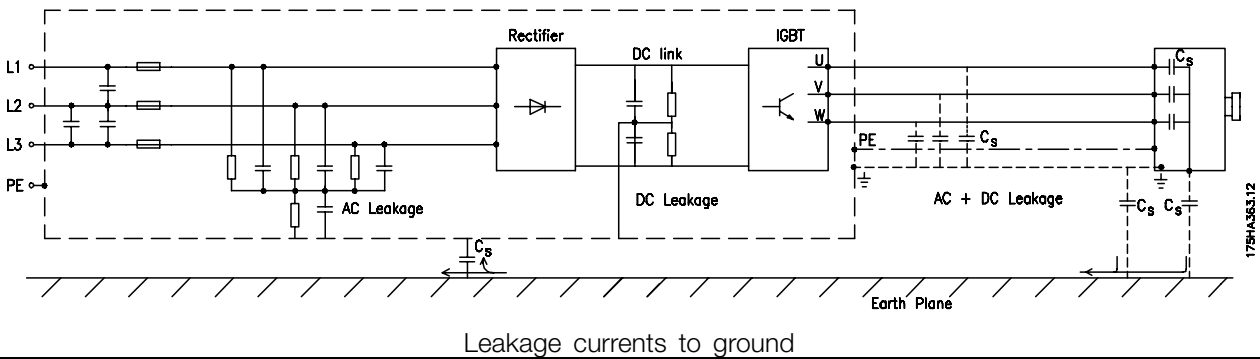 Rectifier
IGBT
DC link
L1
L2
L3
PE
U
V
W
PE
Cs
Cs
AC Leakage
DC Leakage
AC + DC Leakage
Cs
Cs
Cs
175HA363.12
Earth Plane
Leakage currents to ground